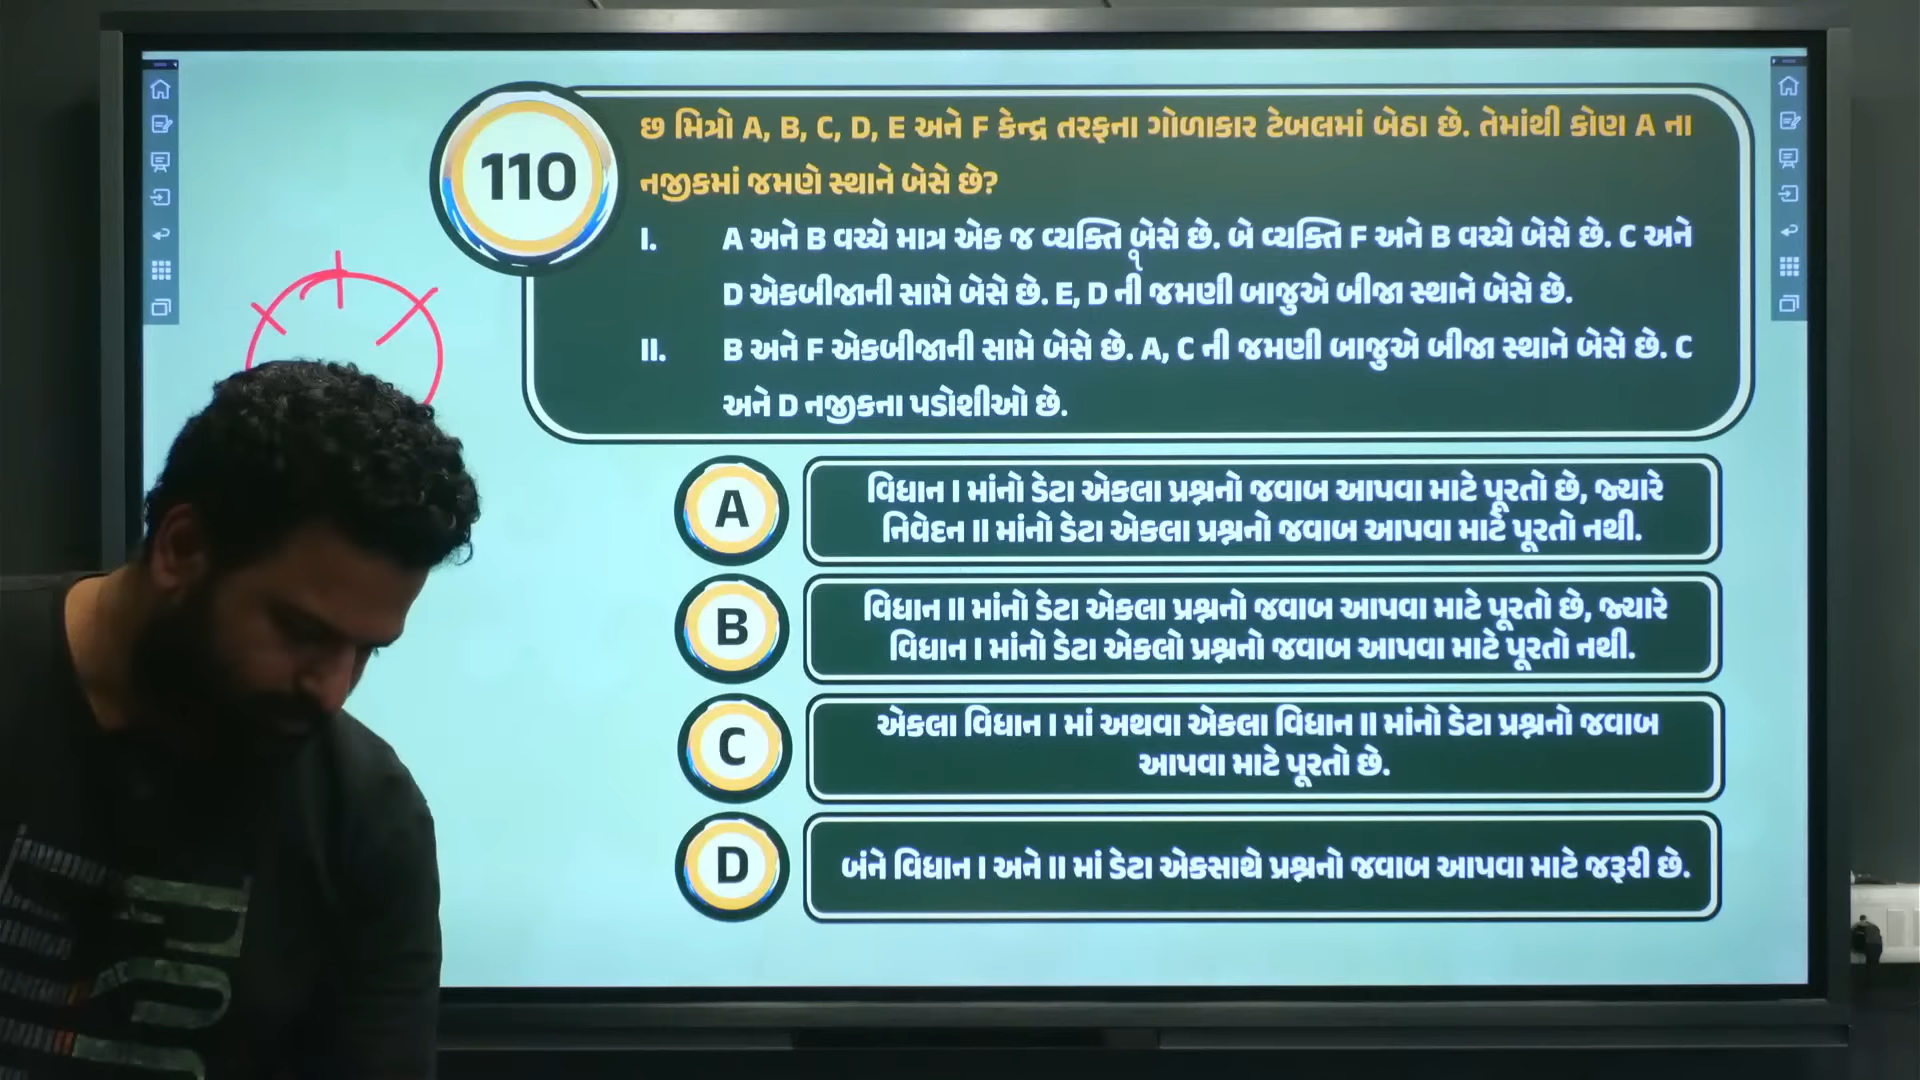 110
છ મિત્રો A, B, C, D, E અને F કેન્દ્ર તરફના ગોળાકાર ટેબલમાં બેઠા છે. તેમાંથી કોણ A ના
નજીકમાં જમણે સ્થાને બેસે છે?
I. A અને B વચ્ચે માત્ર એક જ વ્યક્તિ બેસે છે. બે વ્યક્તિ F અને B વચ્ચે બેસે છે. C અને
D એકબીજાની સામે બેસે છે. E, D ની જમણી બાજુએ બીજા સ્થાને બેસે છે.
II. B અને F એકબીજાની સામે બેસે છે. A, C ની જમણી બાજુએ બીજા સ્થાને બેસે છે. C
અને D નજીકના પડોશીઓ છે.
A
વિધાન I માંનો ડેટા એકલા પ્રશ્નનો જવાબ આપવા માટે પૂરતો છે, જ્યારે
નિવેદન II માંનો ડેટા એકલા પ્રશ્નનો જવાબ આપવા માટે પૂરતો નથી.
B
વિધાન II માંનો ડેટા એકલા પ્રશ્નનો જવાબ આપવા માટે પૂરતો છે, જ્યારે
વિધાન I માંનો ડેટા એકલો પ્રશ્નનો જવાબ આપવા માટે પૂરતો નથી.
C
એકલા વિધાન I માં અથવા એકલા વિધાન II માંનો ડેટા પ્રશ્નનો જવાબ
આપવા માટે પૂરતો છે.
D
બંને વિધાન I અને II માં ડેટા એકસાથે પ્રશ્નનો જવાબ આપવા માટે જરૂરી છે.